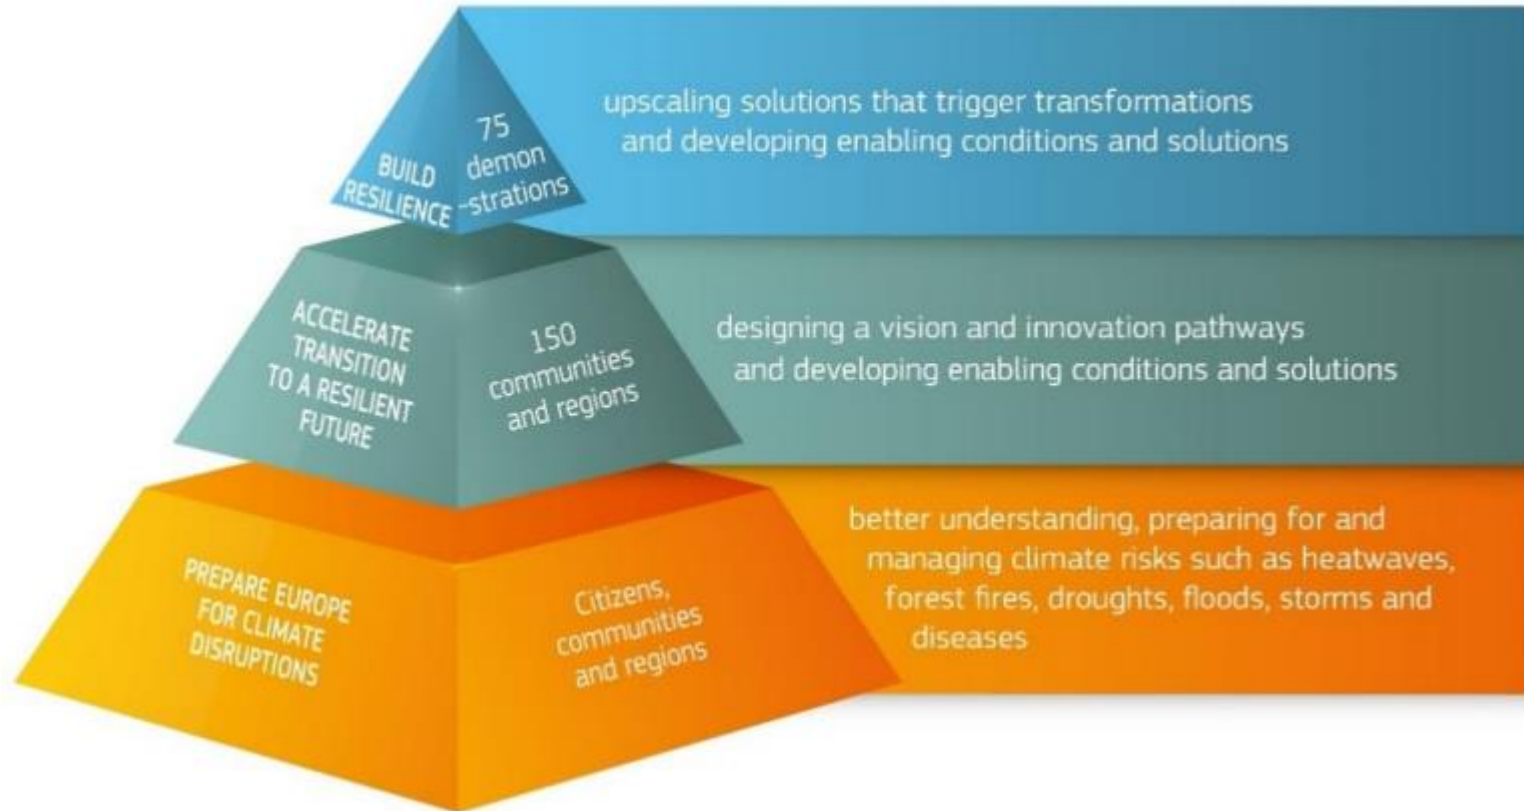 BUILD
RESILIENCE
75
demon
-strations
upscaling solutions that trigger transformations
and developing enabling conditions and solutions
ACCELERATE
TRANSITION
TO A RESILIENT
FUTURE
150
communities
and regions
designing a vision and innovation pathways
and developing enabling conditions and solutions
PREPARE EUROPE
FOR CLIMATE
DISRUPTIONS
Citizens,
communities
and regions
better understanding, preparing for and
managing climate risks such as heatwaves,
forest fires, droughts, floods, storms and
diseases